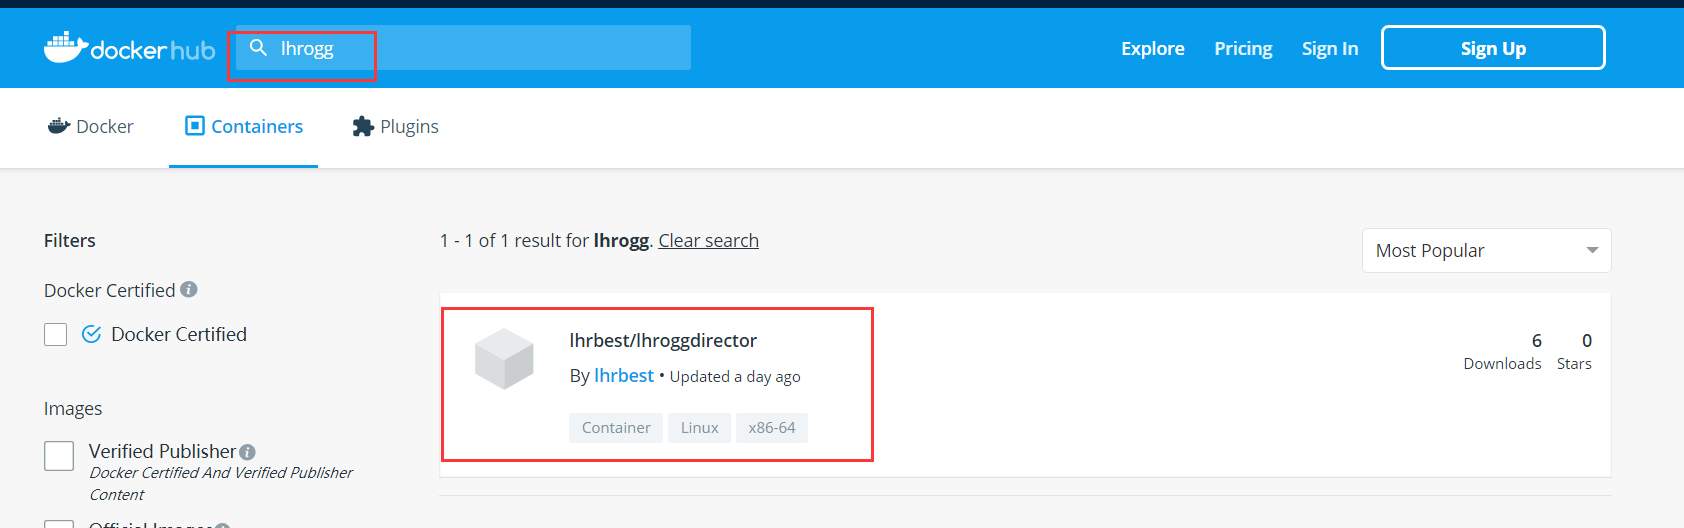 docker hub
lhrogg
Explore Pricing Sign In Sign Up
Docker Containers Plugins
Filters
Docker Certified i
Docker Certified
Images
Verified Publisher i
Docker Certified And Verified Publisher
Content
Official Images
1 - 1 of 1 result for lhrogg. Clear search
Most Popular
lhrbest/lhroggdirector
By lhrbest • Updated a day ago
Container Linux x86-64
6 0
Downloads Stars